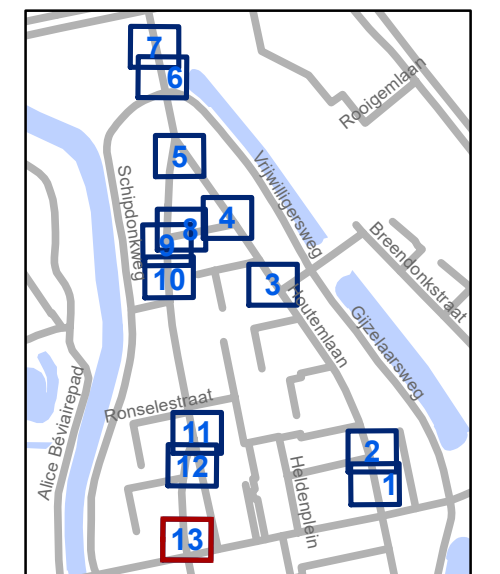 7
6
Rooigemlaan
5
Vrijwilligersweg
Schipdonkweg
4
8
9
Breendonkstraat
10
3
Houtemlaan
Gijzelaarsweg
Alice Béviairepad
Ronselestraat
11
2
12
1
Heldenplein
13